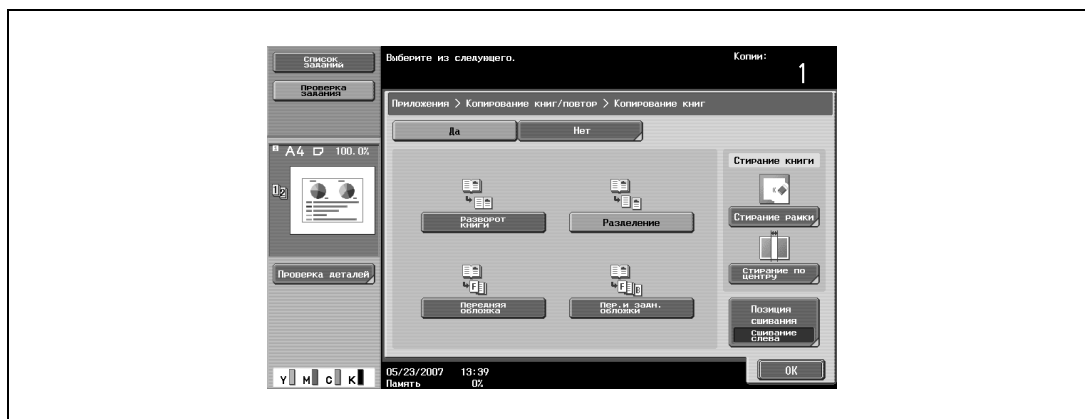 Список
заданий
Выберите из следующего.
Копии:
1
Проверка
задания
Приложения > Копирование книг/повтор > Копирование книг
Да
Нет
A4 100.0%
Стирание книги
12
Разворот
книги
Разделение
Стирание рамки
Проверка деталей
Стирание по
центру
F
F B
Передняя
обложка
Пер.и задн.
обложки
Позиция
сшивания
Сшивание
слева
Y M C K
05/23/2007 13:39
Память 0%
OK